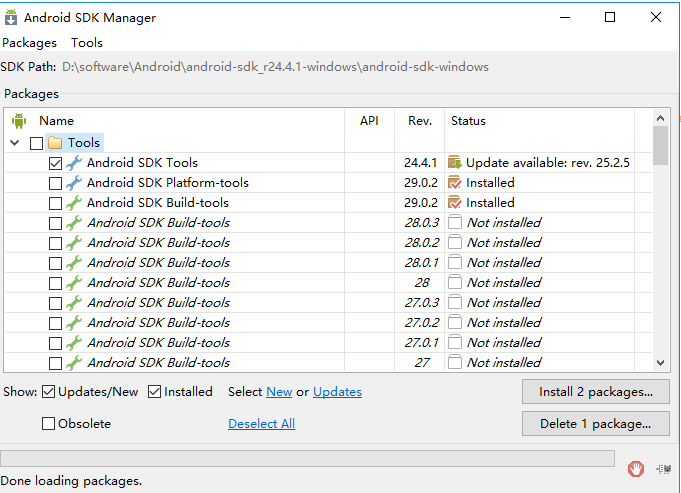 Android SDK Manager
Packages Tools
SDK Path: D:\software\Android\android-sdk_r24.4.1-windows\android-sdk-windows
Packages
Name API Rev. Status
Tools
Android SDK Tools 24.4.1 Update available: rev. 25.2.5
Android SDK Platform-tools 29.0.2 Installed
Android SDK Build-tools 29.0.2 Installed
Android SDK Build-tools 28.0.3 Not installed
Android SDK Build-tools 28.0.2 Not installed
Android SDK Build-tools 28.0.1 Not installed
Android SDK Build-tools 28 Not installed
Android SDK Build-tools 27.0.3 Not installed
Android SDK Build-tools 27.0.2 Not installed
Android SDK Build-tools 27.0.1 Not installed
Android SDK Build-tools 27 Not installed
Show: Updates/New Installed Select New or Updates Install 2 packages...
Obsolete Deselect All Delete 1 package...
Done loading packages.